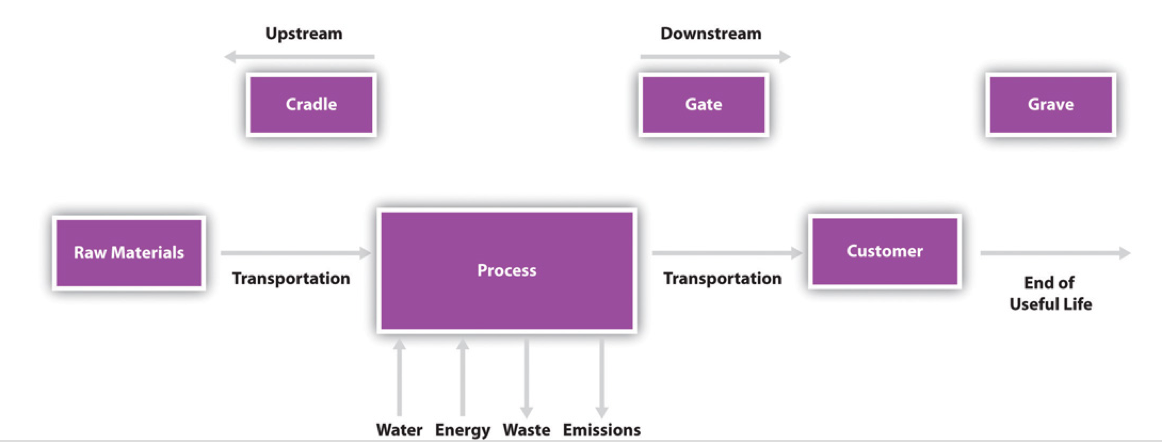 Upstream
Downstream
Cradle
Gate
Grave
Raw Materials
Transportation
Process
Transportation
Customer
End of
Useful Life
Water
Energy
Waste
Emissions